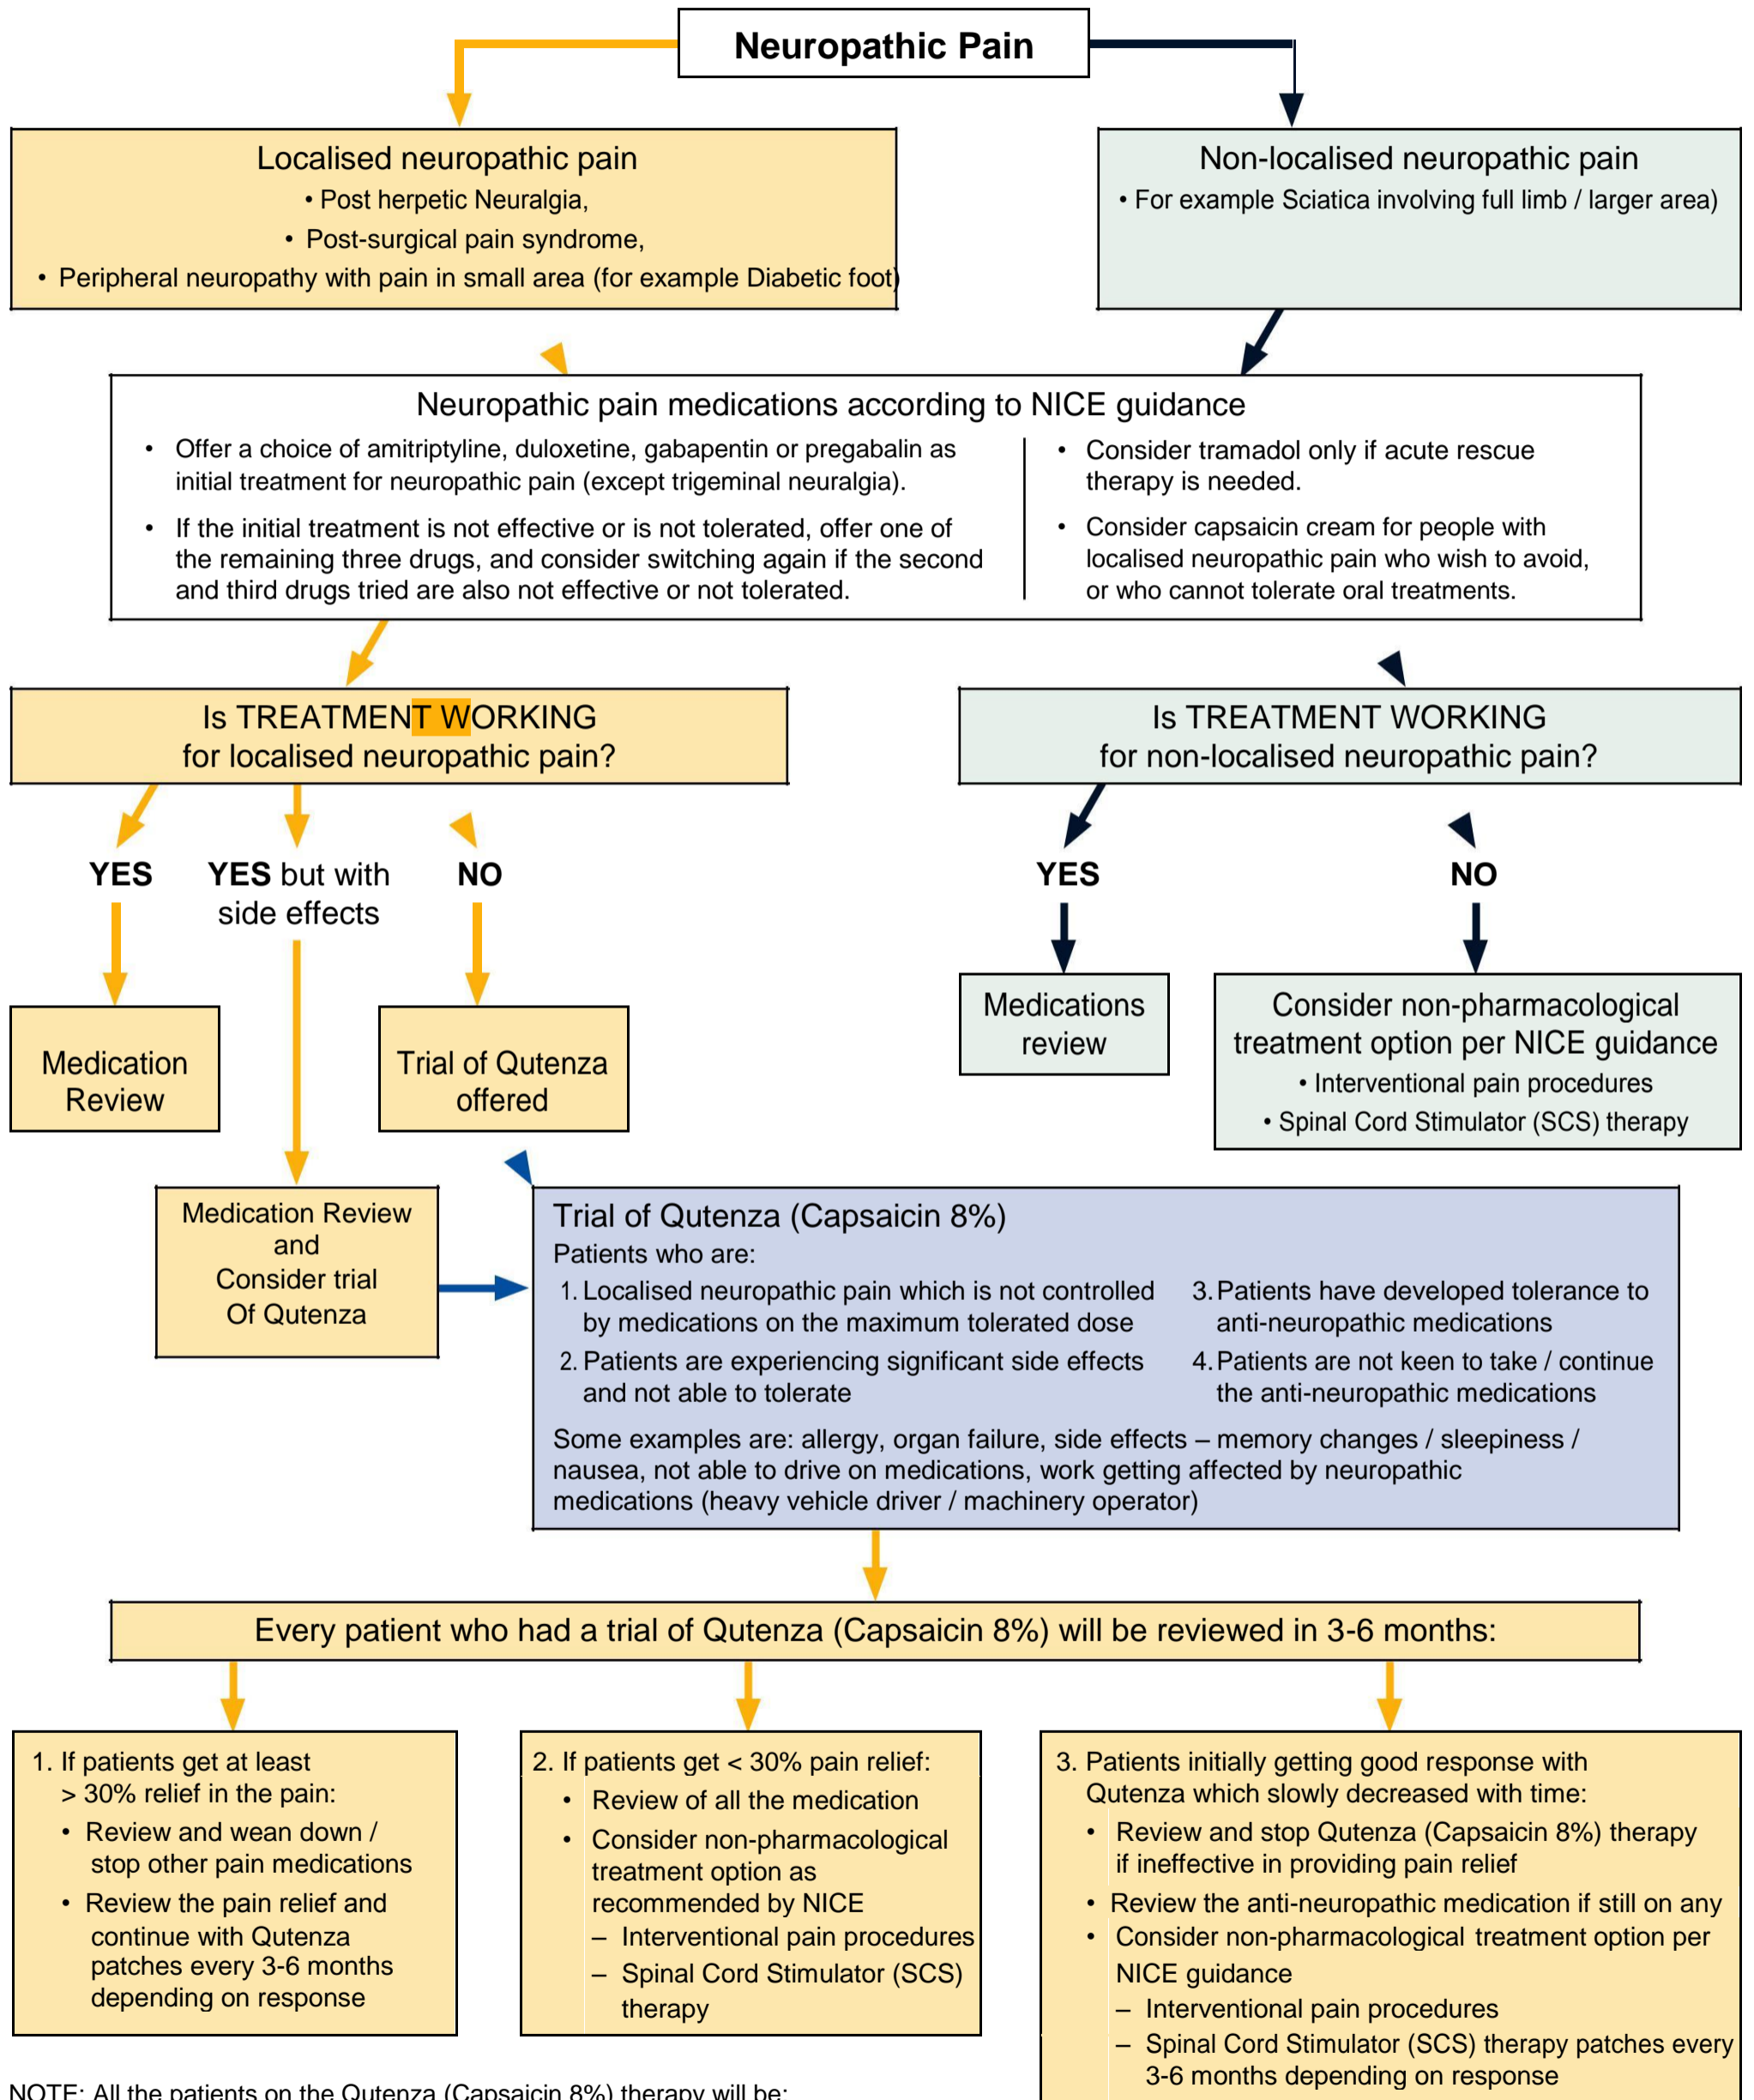 Neuropathic Pain
Localised neuropathic pain
• Post herpetic Neuralgia,
• Post-surgical pain syndrome,
• Peripheral neuropathy with pain in small area (for example Diabetic foot)
Non-localised neuropathic pain
• For example Sciatica involving full limb / larger area)
Neuropathic pain medications according to NICE guidance
• Offer a choice of amitriptyline, duloxetine, gabapentin or pregabalin as
initial treatment for neuropathic pain (except trigeminal neuralgia).
• If the initial treatment is not effective or is not tolerated, offer one of
the remaining three drugs, and consider switching again if the second
and third drugs tried are also not effective or not tolerated.
• Consider tramadol only if acute rescue
therapy is needed.
• Consider capsaicin cream for people with
localised neuropathic pain who wish to avoid,
or who cannot tolerate oral treatments.
Is TREATMENT WORKING
for localised neuropathic pain?
Is TREATMENT WORKING
for non-localised neuropathic pain?
YES
YES but with
side effects
NO
YES
NO
Medication
Review
Trial of Qutenza
offered
Medications
review
Consider non-pharmacological
treatment option per NICE guidance
• Interventional pain procedures
• Spinal Cord Stimulator (SCS) therapy
Medication Review
and
Consider trial
Of Qutenza
Trial of Qutenza (Capsaicin 8%)
Patients who are:
1. Localised neuropathic pain which is not controlled
by medications on the maximum tolerated dose
2. Patients are experiencing significant side effects
and not able to tolerate
3. Patients have developed tolerance to
anti-neuropathic medications
4. Patients are not keen to take / continue
the anti-neuropathic medications
Some examples are: allergy, organ failure, side effects – memory changes / sleepiness /
nausea, not able to drive on medications, work getting affected by neuropathic
medications (heavy vehicle driver / machinery operator)
Every patient who had a trial of Qutenza (Capsaicin 8%) will be reviewed in 3-6 months:
1. If patients get at least
> 30% relief in the pain:
• Review and wean down /
stop other pain medications
• Review the pain relief and
continue with Qutenza
patches every 3-6 months
depending on response
2. If patients get < 30% pain relief:
• Review of all the medication
• Consider non-pharmacological
treatment option as
recommended by NICE
– Interventional pain procedures
– Spinal Cord Stimulator (SCS)
therapy
3. Patients initially getting good response with
Qutenza which slowly decreased with time:
• Review and stop Qutenza (Capsaicin 8%) therapy
if ineffective in providing pain relief
• Review the anti-neuropathic medication if still on any
• Consider non-pharmacological treatment option per
NICE guidance
– Interventional pain procedures
– Spinal Cord Stimulator (SCS) therapy patches every
3-6 months depending on response
NOTE: All the patients on the Qutenza (Capsaicin 8%) therapy will be: